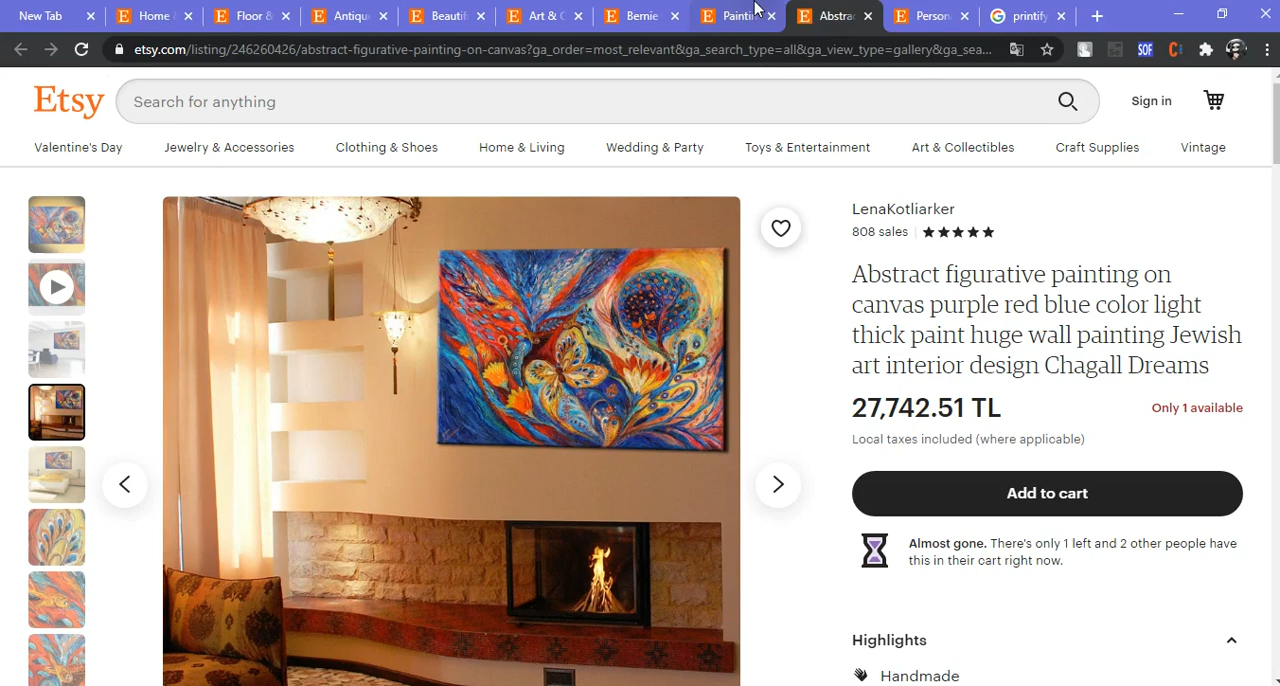 New Tab
Home &
Floor &
Antiqu
Beautif
Art & C
Bernie
Paintin
Abstrac
Person
printify
etsy.com/listing/246260426/abstract-figurative-painting-on-canvas?ga_order=most_relevant&ga_search_type=all&ga_view_type=gallery&ga_sea...
SOF
Etsy
Search for anything
Sign in
Valentine's Day
Jewelry & Accessories
Clothing & Shoes
Home & Living
Wedding & Party
Toys & Entertainment
Art & Collectibles
Craft Supplies
Vintage
LenaKotliarker
808 sales
Abstract figurative painting on
canvas purple red blue color light
thick paint huge wall painting Jewish
art interior design Chagall Dreams
27,742.51 TL
Only 1 available
Local taxes included (where applicable)
Add to cart
Almost gone. There's only 1 left and 2 other people have
this in their cart right now.
Highlights
Handmade